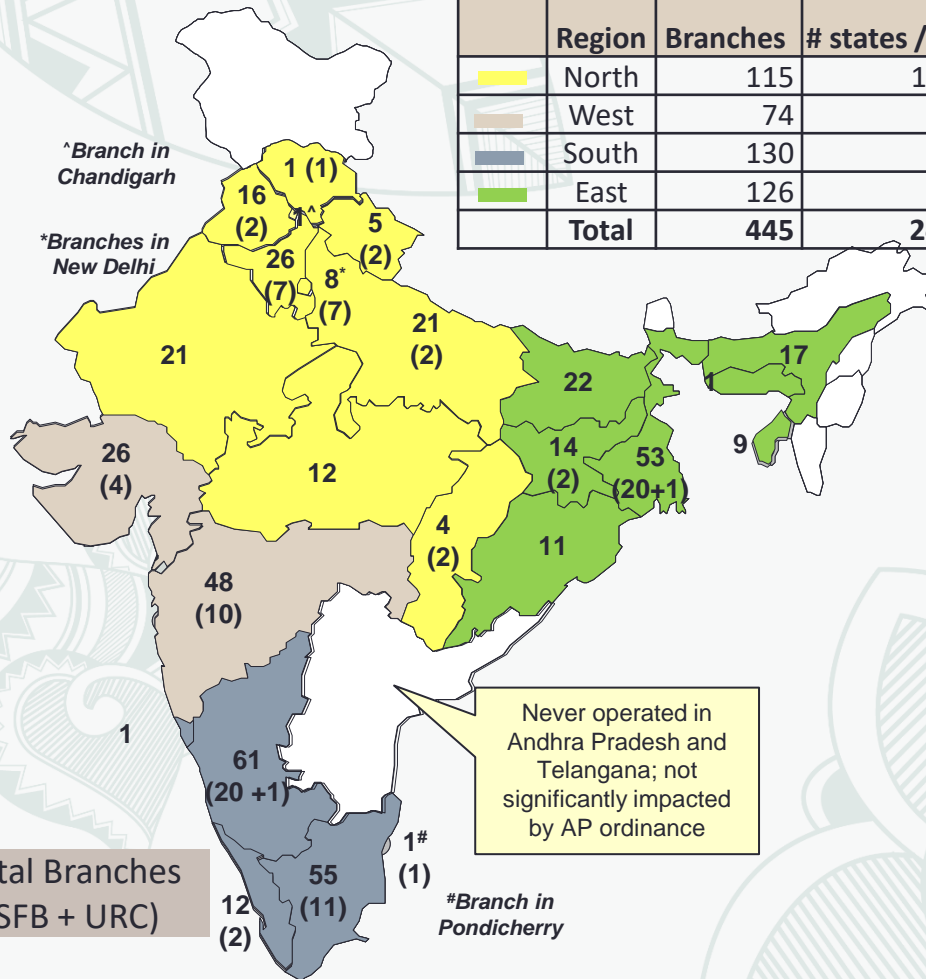 Region Branches # states /
North 115 1
West 74
South 130
East 126
Total 445 2
^Branch in
Chandigarh
*Branches in
New Delhi
1 (1)
^
16
(2)
5
(2)
26
(7)
8*
(7)
21
21
(2)
22
17
1
9
26
(4)
12
14
(2)
53
(20+1)
4
(2)
11
48
(10)
1
61
(20 +1)
Never operated in
Andhra Pradesh and
Telangana; not
significantly impacted
by AP ordinance
1#
(1)
55
(11)
12
(2)
#Branch in
Pondicherry
tal Branches
SFB + URC)